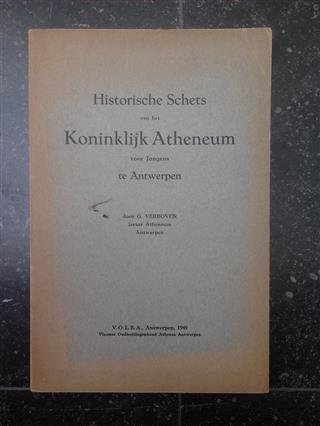 Historische Schets
van het
Koninklijk Atheneum
voor Jongens
te Antwerpen
door G. VERBOVEN
leraar Atheneum
Antwerpen
V.O.L.B.A., Antwerpen, 1949
Vlaamse Oudleerlingenbond Atheneum Antwerpen